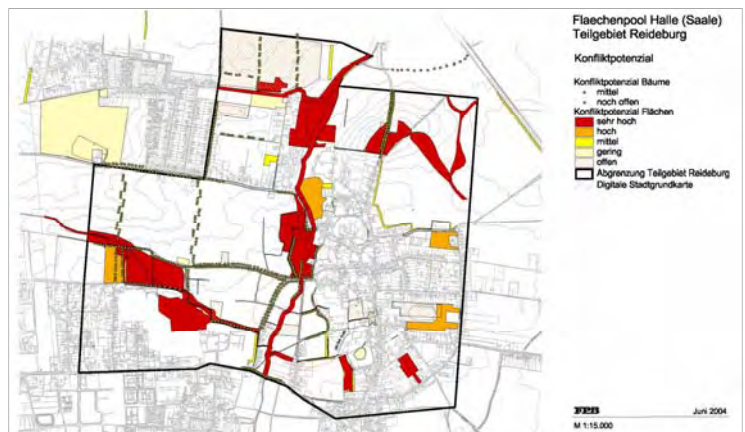 Flaechenpool Halle (Saale)
Teilgebiet Reideburg
Konfliktpotenzial
Konfliktpotenzial Bäume
mittel
noch offen
Konfliktpotenzial Flächen
sehr hoch
hoch
mittel
gering
offen
Abgrenzung Teilgebiet Reideburg
Digitale Stadtgrundkarte
Juni 2004
M 1:15.000